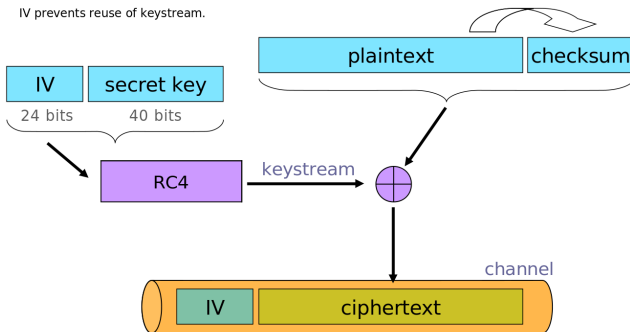 IV prevents reuse of keystream.
plaintext
checksum
IV
secret key
24 bits
40 bits
keystream
RC4
channel
IV
ciphertext